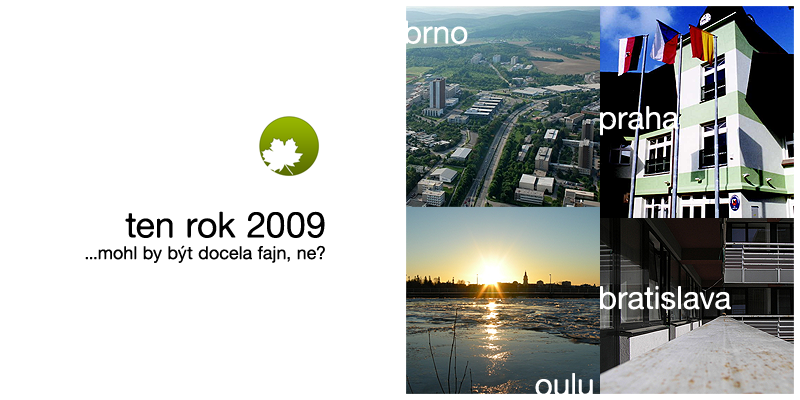 ten rok 2009
...mohl by být docela fajn, ne?
brno
praha
bratislava
oulu